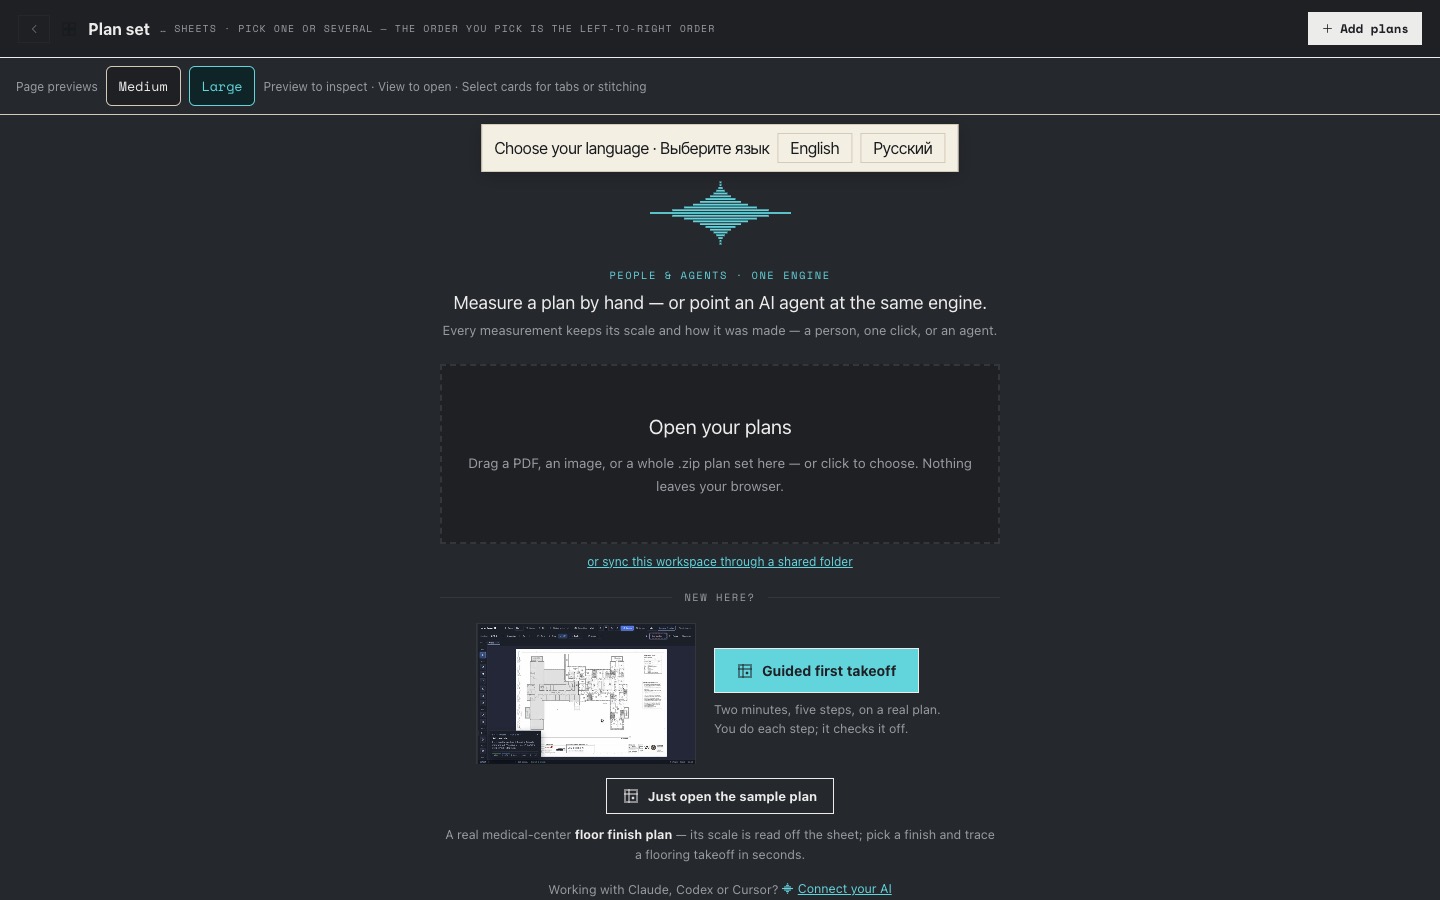 Plan set
… SHEETS · PICK ONE OR SEVERAL — THE ORDER YOU PICK IS THE LEFT-TO-RIGHT ORDER
+ Add plans
Page previews
Medium
Large
Preview to inspect · View to open · Select cards for tabs or stitching
Choose your language · Выберите язык
English
Русский
PEOPLE & AGENTS · ONE ENGINE
Measure a plan by hand — or point an AI agent at the same engine.
Every measurement keeps its scale and how it was made — a person, one click, or an agent.
Open your plans
Drag a PDF, an image, or a whole .zip plan set here — or click to choose. Nothing
leaves your browser.
or sync this workspace through a shared folder
NEW HERE?
Guided first takeoff
Two minutes, five steps, on a real plan.
You do each step; it checks it off.
Just open the sample plan
A real medical-center floor finish plan — its scale is read off the sheet; pick a finish and trace
a flooring takeoff in seconds.
Working with Claude, Codex or Cursor? Connect your AI